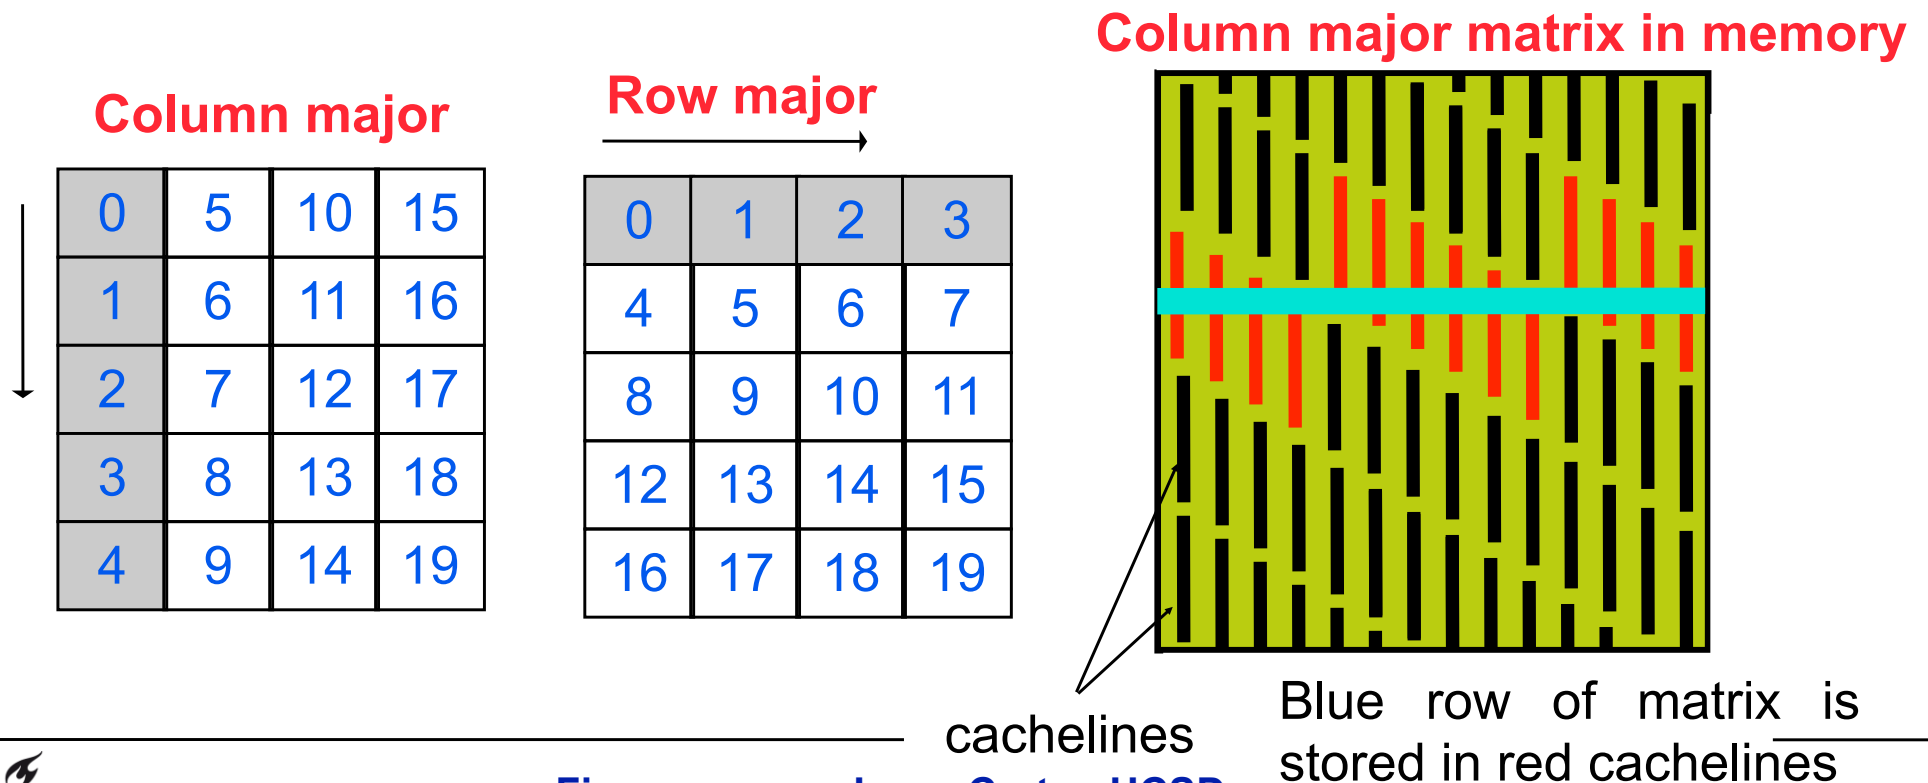 Column major matrix in memory
Column major
Row major
0 5 10 15
1 6 11 16
2 7 12 17
3 8 13 18
4 9 14 19
0 1 2 3
4 5 6 7
8 9 10 11
12 13 14 15
16 17 18 19
cachelines
Blue row of matrix is
stored in red cachelines